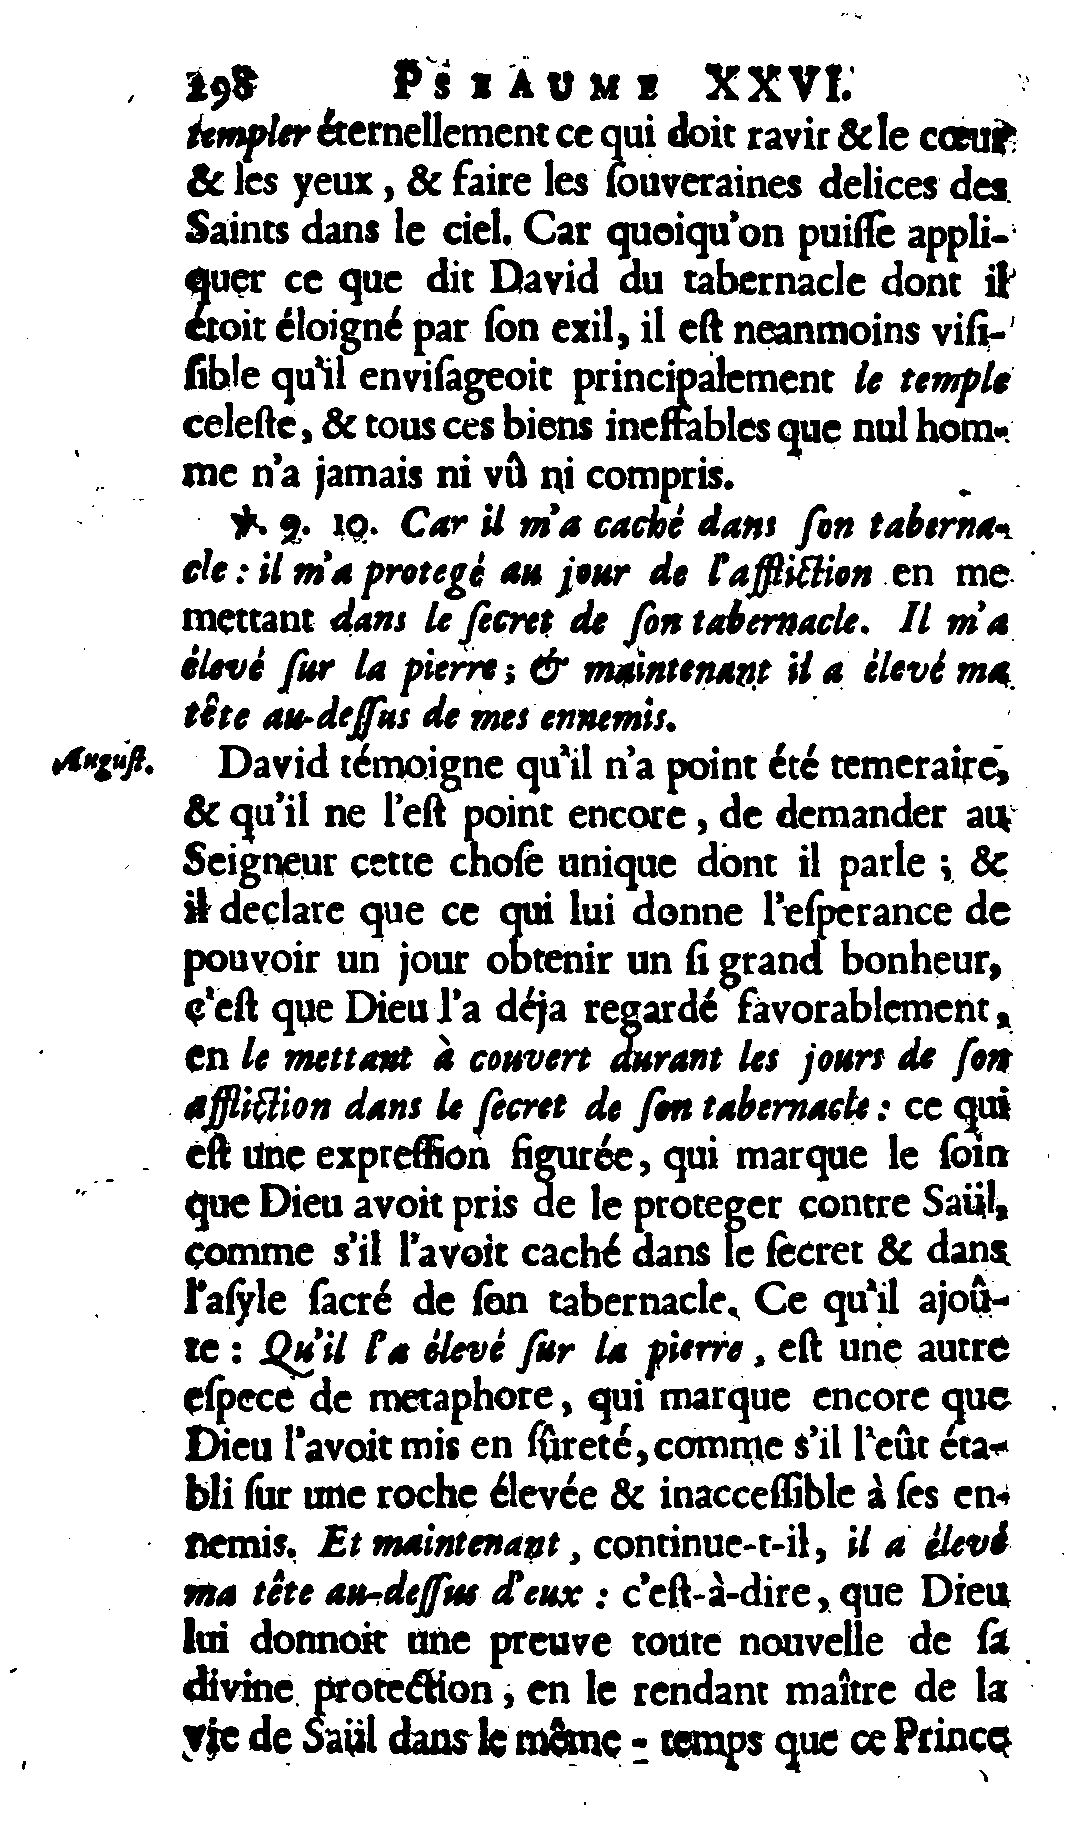 298 PSEAUME XXVI.
templer éternellement ce qui doit ravir & le cœur
& les yeux, & faire les ſouveraines delices des
Saints dans le ciel. Car quoiqu'on puiſſe appli-
quer ce que dit David du tabernacle dont il
étoit éloigné par ſon exil, il eſt neanmoins viſi-
ſible qu'il enviſageoit principalement le temple
celeſte, & tous ces biens ineffables que nul hom-
me n'a jamais ni vû ni compris.
℣. 9. 10. Car il m'a caché dans ſon taberna-
cle : il m'a protegé au jour de l'affliction en me
mettant dans le ſecret de ſon tabernacle. Il m'a
élevé ſur la pierre ; & maintenant il a élevé ma
tête au-deſſus de mes ennemis.
Auguſt. David témoigne qu'il n'a point été temeraire,
& qu'il ne l'eſt point encore, de demander au
Seigneur cette choſe unique dont il parle ; &
il declare que ce qui lui donne l'eſperance de
pouvoir un jour obtenir un ſi grand bonheur,
c'eſt que Dieu l'a déja regardé favorablement,
en le mettant à couvert durant les jours de ſon
affliction dans le ſecret de ſon tabernacle : ce qui
eſt une expreſſion figurée, qui marque le ſoin
que Dieu avoit pris de le proteger contre Saül,
comme s'il l'avoit caché dans le ſecret & dans
l'aſyle ſacré de ſon tabernacle. Ce qu'il ajoû-
te : Qu'il l'a élevé ſur la pierre, eſt une autre
eſpece de metaphore, qui marque encore que
Dieu l'avoit mis en ſûreté, comme s'il l'eût éta-
bli ſur une roche élevée & inacceſſible à ſes en-
nemis. Et maintenant, continue-t-il, il a élevé
ma tête au-deſſus d'eux : c'eſt-à-dire, que Dieu
lui donnoit une preuve toute nouvelle de ſa
divine protection, en le rendant maître de la
vie de Saül dans le même-temps que ce Prince